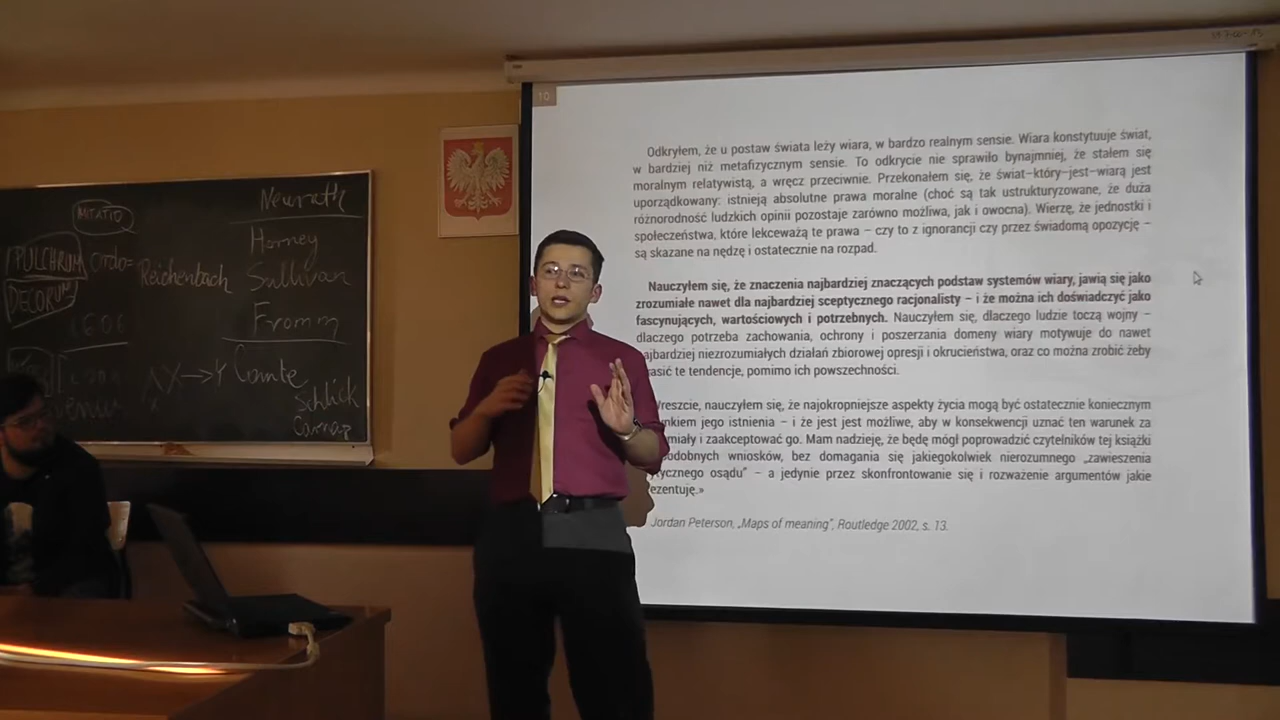 10
Odkryłem, że u postaw świata leży wiara, w bardzo realnym sensie. Wiara konstytuuje świat,
w bardziej niż metafizycznym sensie. To odkrycie nie sprawiło bynajmniej, że stałem się
moralnym relatywistą, a wręcz przeciwnie. Przekonałem się, że świat–który–jest–wiarą jest
uporządkowany: istnieją absolutne prawa moralne (choć są tak ustrukturyzowane, że duża
różnorodność ludzkich opinii pozostaje zarówno możliwa, jak i owocna). Wierzę, że jednostki i
społeczeństwa, które lekceważą te prawa – czy to z ignorancji czy przez świadomą opozycję –
są skazane na nędzę i ostatecznie na rozpad.
Nauczyłem się, że znaczenia najbardziej znaczących podstaw systemów wiary, jawią się jako
zrozumiałe nawet dla najbardziej sceptycznego racjonalisty – i że można ich doświadczyć jako
fascynujących, wartościowych i potrzebnych. Nauczyłem się, dlaczego ludzie toczą wojny –
dlaczego potrzeba zachowania, ochrony i poszerzania domeny wiary motywuje do nawet
ajbardziej niezrozumiałych działań zbiorowej opresji i okrucieństwa, oraz co można zrobić żeby
asić te tendencje, pomimo ich powszechności.
Wreszcie, nauczyłem się, że najokropniejsze aspekty życia mogą być ostatecznie koniecznym
unkiem jego istnienia – i że jest jest możliwe, aby w konsekwencji uznać ten warunek za
miały i zaakceptować go. Mam nadzieję, że będę mógł poprowadzić czytelników tej książki
odobnych wniosków, bez domagania się jakiegokolwiek nierozumnego „zawieszenia
ytycznego osądu” – a jedynie przez skonfrontowanie się i rozważenie argumentów jakie
ezentuję.»
Jordan Peterson, „Maps of meaning”, Routledge 2002, s. 13.
MITATIO
PULCHRUM
ordo=
DECORUM
Reichenbach
Neurath
Horney
Sullivan
Fromm
X→Y
Comte
Schlick
Carnap